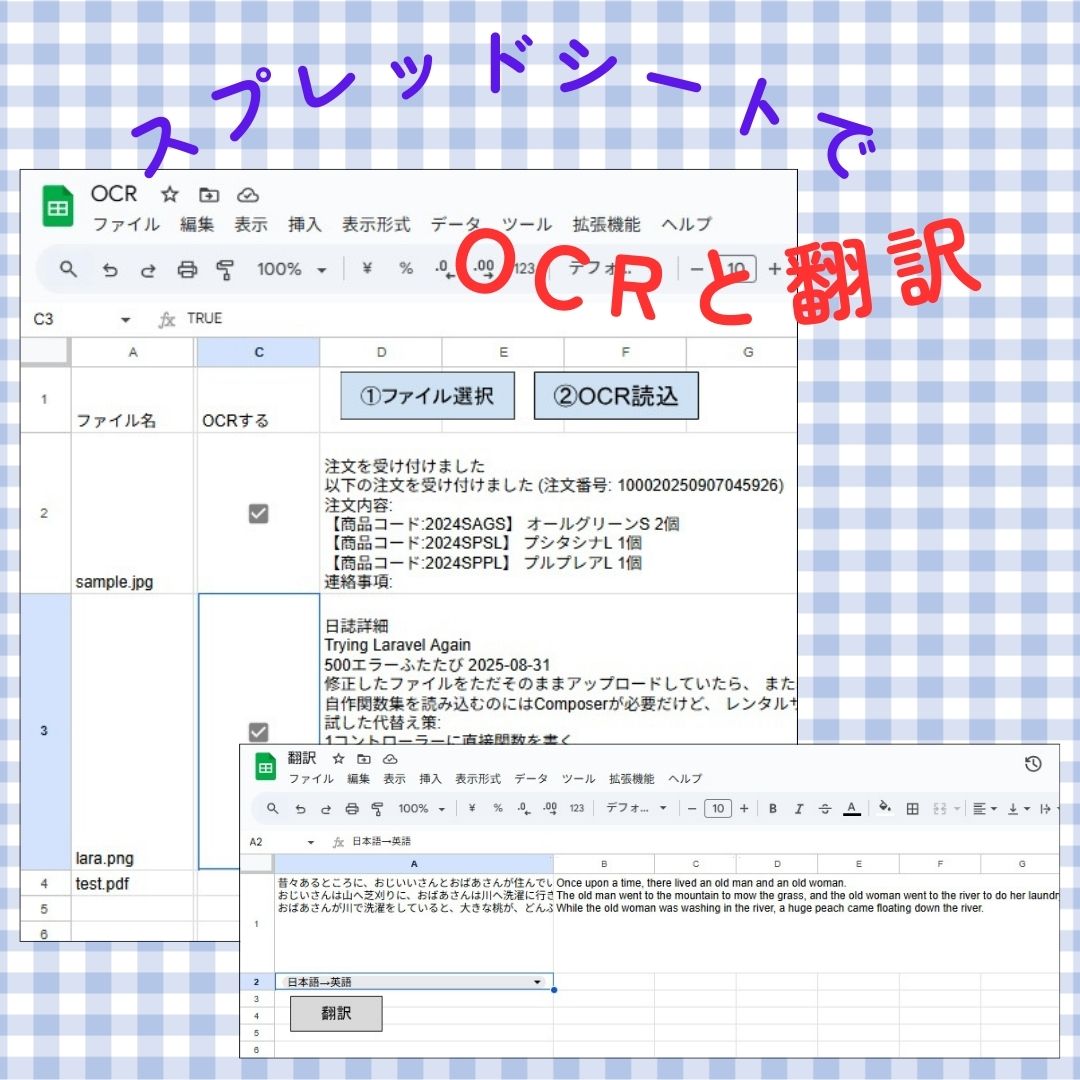 スプレッドシートで
OCRと翻訳
OCR
ファイル 編集 表示 挿入 表示形式 データ ツール 拡張機能 ヘルプ
100% ¥ % .0 .00 123 デフォ... 10
C3 fx TRUE
A C D E F G
1 ファイル名 OCRする ①ファイル選択 ②OCR読込
注文を受け付けました
以下の注文を受け付けました (注文番号: 100020250907045926)
注文内容:
【商品コード:2024SAGS】 オールグリーンS 2個
【商品コード:2024SPSL】 プシタシナL 1個
【商品コード:2024SPPL】 プルプレアL 1個
連絡事項:
2 sample.jpg
日誌詳細
Trying Laravel Again
500エラーふたたび 2025-08-31
修正したファイルをただそのままアップロードしていたら、 また
自作関数集を読み込むのにはComposerが必要だけど、 レンタルサ
試した代替え策:
1コントローラーに直接関数を書く
3 lara.png
4 test.pdf
5
6
翻訳
ファイル 編集 表示 挿入 表示形式 データ ツール 拡張機能 ヘルプ
100% ¥ % .0 .00 123 デフォ... 10 B I A
A2 fx 日本語→英語
A B C D E F G
昔々あるところに、おじいいさんとおばあさんが住んでい Once upon a time, there lived an old man and an old woman.
おじいさんは山へ芝刈りに、おばあさんは川へ洗濯に行き The old man went to the mountain to mow the grass, and the old woman went to the river to do her laundr
おばあさんが川で洗濯をしていると、大きな桃が、どんぶ While the old woman was washing in the river, a huge peach came floating down the river.
1
2 日本語→英語
3
翻訳
4
5
6